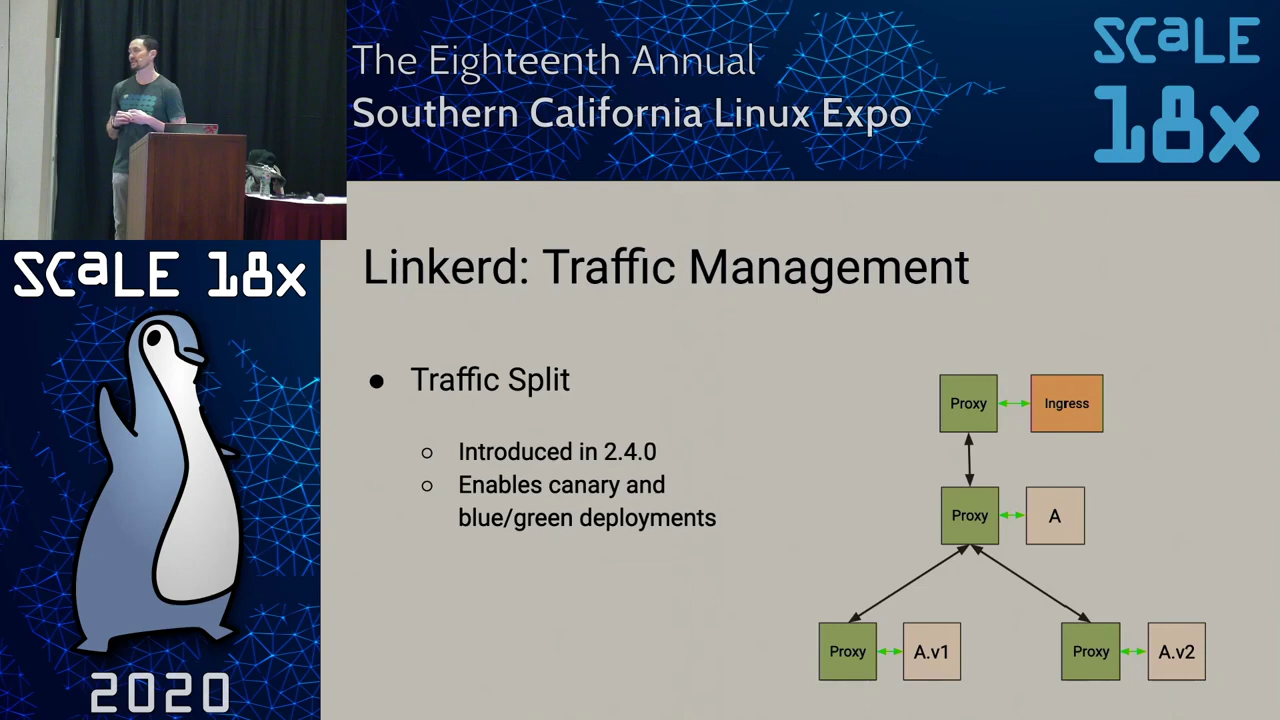 The Eighteenth Annual
Southern California Linux Expo
SCaLE
18x
SCaLE 18x
2020
Linkerd: Traffic Management
● Traffic Split
○ Introduced in 2.4.0
○ Enables canary and
blue/green deployments
Proxy
Ingress
Proxy
A
Proxy
A.v1
Proxy
A.v2